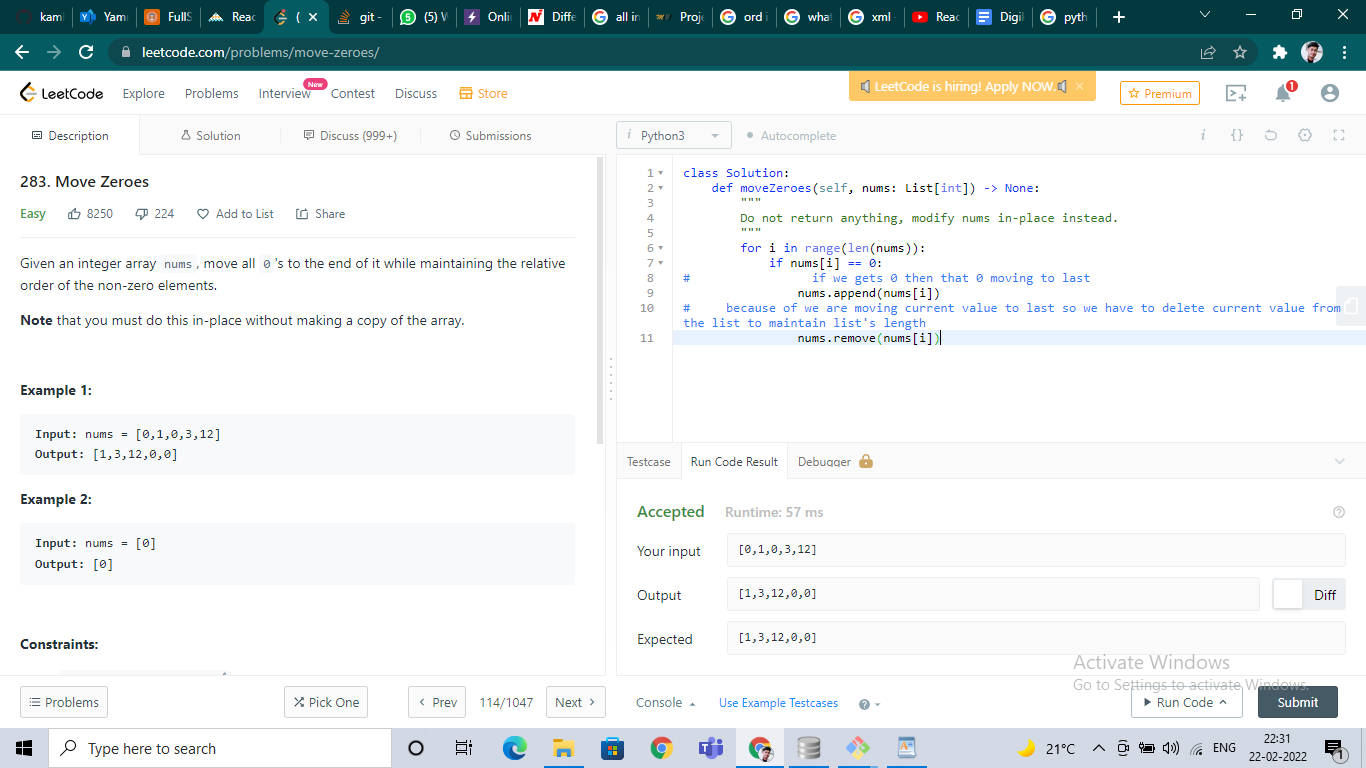 kaml
Yam
FullS
Reac
(
git -
(5) W
Onli
Diffe
all in
Proj
ord i
what
xml
Reac
Digil
pyth
leetcode.com/problems/move-zeroes/
LeetCode
Explore
Problems
Interview
New
Contest
Discuss
Store
LeetCode is hiring! Apply NOW.
Premium
1
Description
Solution
Discuss (999+)
Submissions
i Python3
Autocomplete
i {}
283. Move Zeroes
Easy 8250 224 Add to List Share
Given an integer array nums, move all 0's to the end of it while maintaining the relative
order of the non-zero elements.
Note that you must do this in-place without making a copy of the array.
Example 1:
Input: nums = [0,1,0,3,12]
Output: [1,3,12,0,0]
Example 2:
Input: nums = [0]
Output: [0]
Constraints:
1 class Solution:
2 def moveZeroes(self, nums: List[int]) -> None:
3 """
4 Do not return anything, modify nums in-place instead.
5 """
6 for i in range(len(nums)):
7 if nums[i] == 0:
8 # if we gets 0 then that 0 moving to last
9 nums.append(nums[i])
10 # because of we are moving current value to last so we have to delete current value from
the list to maintain list's length
11 nums.remove(nums[i])
Testcase
Run Code Result
Debugger
Accepted Runtime: 57 ms
Your input [0,1,0,3,12]
Output [1,3,12,0,0] Diff
Expected [1,3,12,0,0]
Activate Windows
Go to Settings to activate Windows.
Problems
Pick One
Prev
114/1047
Next
Console
Use Example Testcases
Run Code
Submit
Type here to search
21°C
ENG
22:31
22-02-2022
1